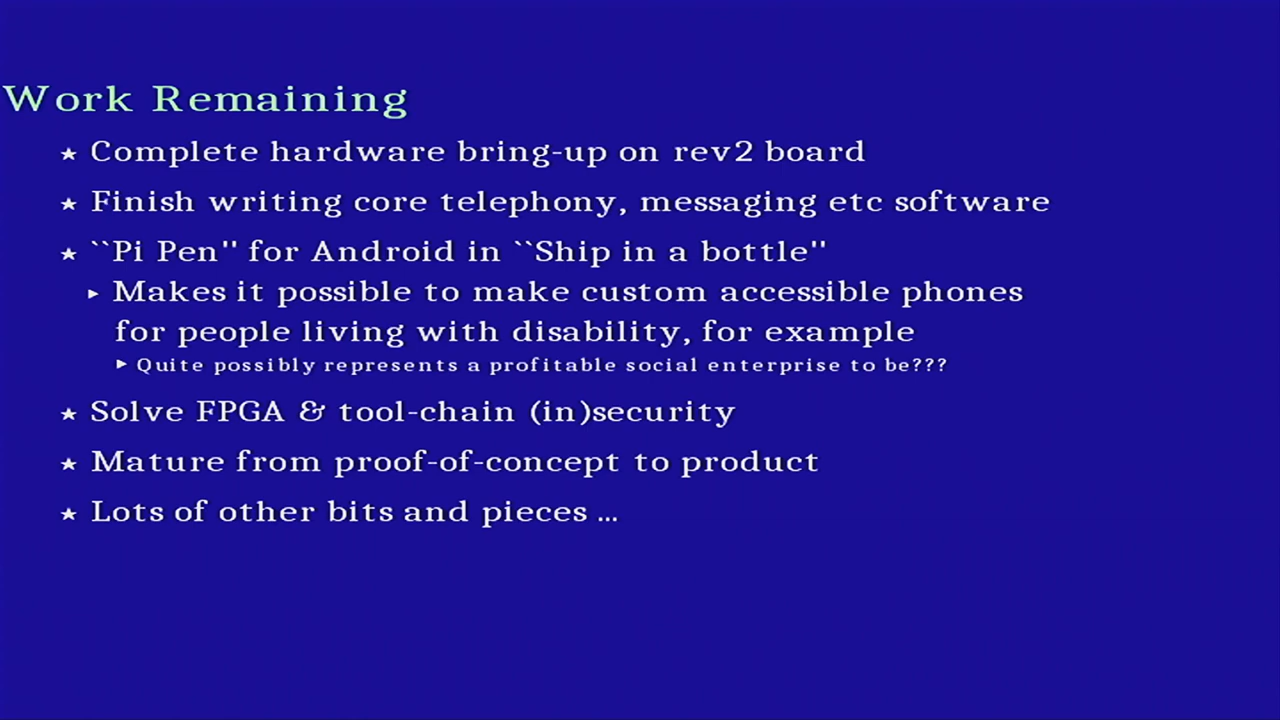 Work Remaining
★ Complete hardware bring-up on rev2 board
★ Finish writing core telephony, messaging etc software
★ ``Pi Pen'' for Android in ``Ship in a bottle''
▸ Makes it possible to make custom accessible phones
for people living with disability, for example
▸ Quite possibly represents a profitable social enterprise to be???
★ Solve FPGA & tool-chain (in)security
★ Mature from proof-of-concept to product
★ Lots of other bits and pieces ...